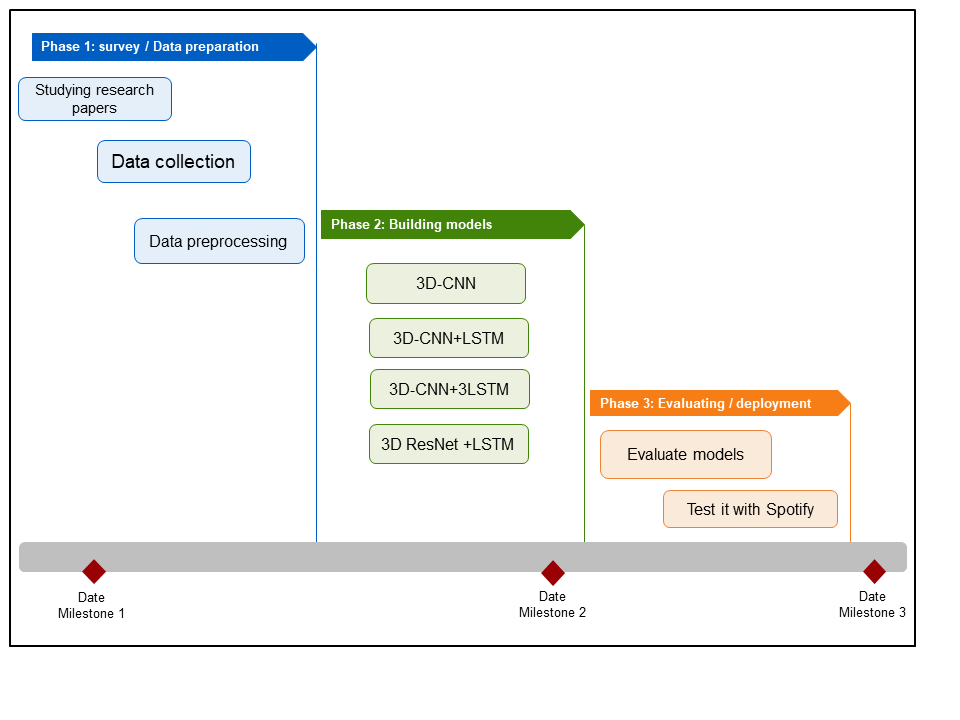 Phase 1: survey / Data preparation
Studying research
papers
Data collection
Data preprocessing
Phase 2: Building models
3D-CNN
3D-CNN+LSTM
3D-CNN+3LSTM
3D ResNet +LSTM
Phase 3: Evaluating / deployment
Evaluate models
Test it with Spotify
Date
Milestone 1
Date
Milestone 2
Date
Milestone 3